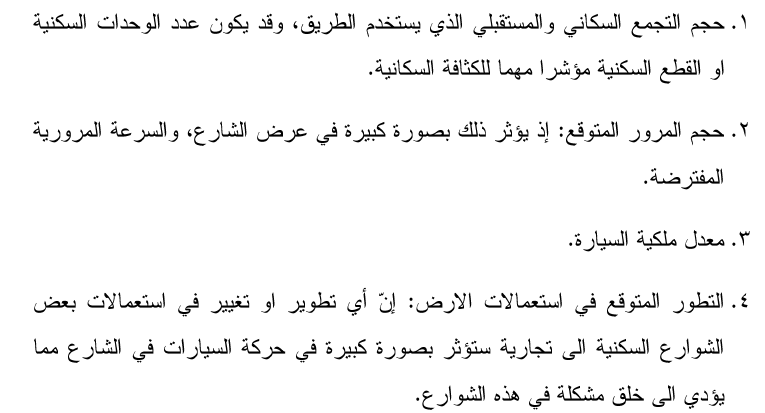 ١. حجم التجمع السكاني والمستقبلي الذي يستخدم الطريق، وقد يكون عدد الوحدات السكنية
او القطع السكنية مؤشرا مهما للكثافة السكانية.
٢. حجم المرور المتوقع: إذ يؤثر ذلك بصورة كبيرة في عرض الشارع، والسرعة المرورية
المفترضة.
٣. معدل ملكية السيارة.
٤. التطور المتوقع في استعمالات الارض: إنّ أي تطوير او تغيير في استعمالات بعض
الشوارع السكنية الى تجارية ستؤثر بصورة كبيرة في حركة السيارات في الشارع مما
يؤدي الى خلق مشكلة في هذه الشوارع.